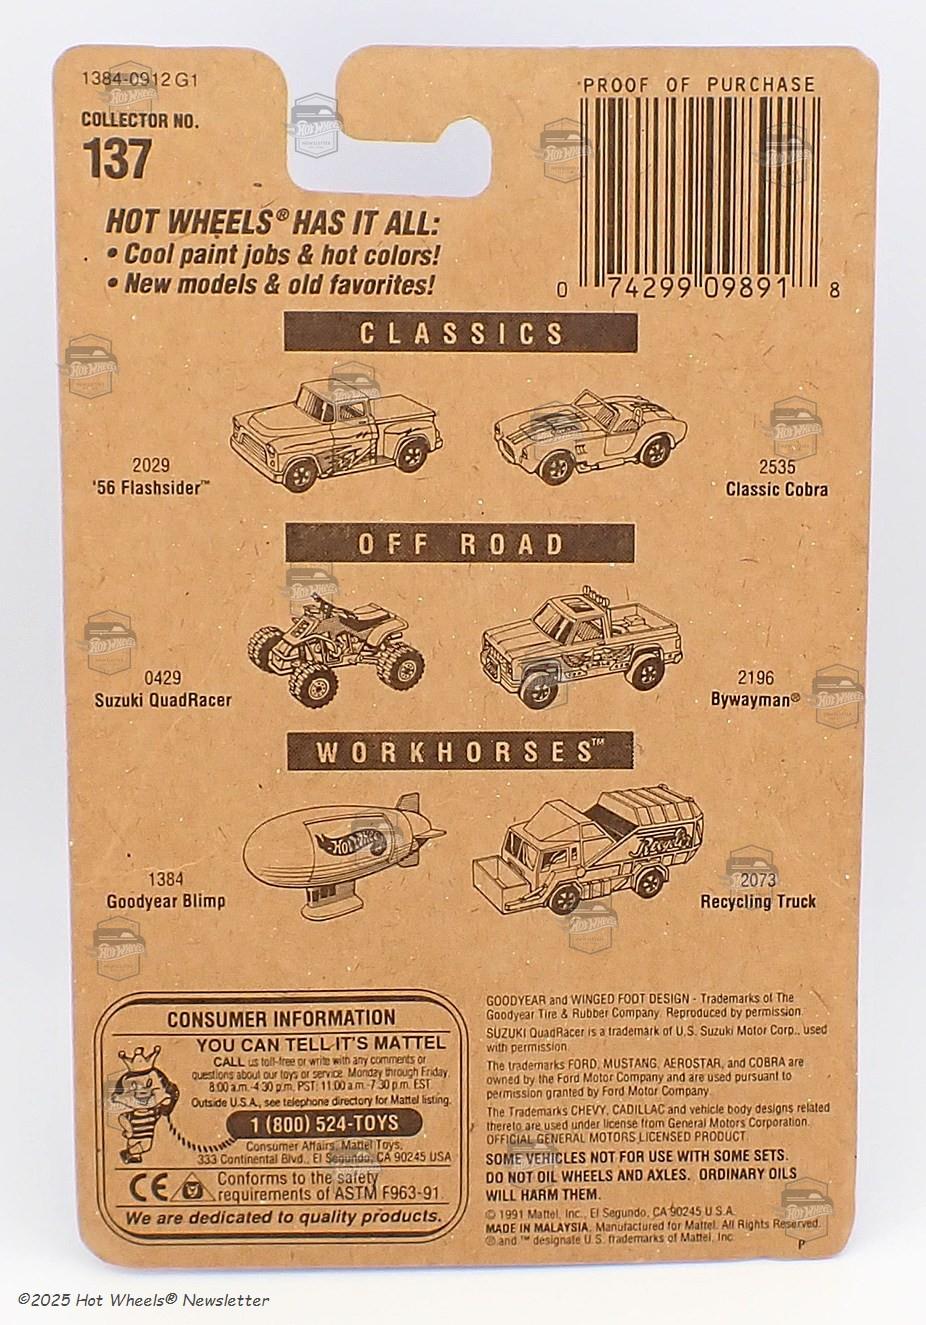 1384-0912 G1
COLLECTOR NO.
137
PROOF OF PURCHASE
0 74299 09891 8
HOT WHEELS® HAS IT ALL:
• Cool paint jobs & hot colors!
• New models & old favorites!
CLASSICS
2029
'56 Flashsider™
2535
Classic Cobra
OFF ROAD
0429
Suzuki QuadRacer
2196
Bywayman®
WORKHORSES™
Hot Wheels
1384
Goodyear Blimp
2073
Recycling Truck
CONSUMER INFORMATION
YOU CAN TELL IT'S MATTEL
CALL us toll-free or write with any comments or
questions about our toys or service. Monday through Friday,
8:00 a.m.-4:30 p.m. PST: 11:00 a.m.-7:30 p.m. EST.
Outside U.S.A., see telephone directory for Mattel listing.
1 (800) 524-TOYS
Consumer Affairs, Mattel Toys,
333 Continental Blvd., El Segundo, CA 90245 USA
CE Conforms to the safety
requirements of ASTM F963-91.
We are dedicated to quality products.
GOODYEAR and WINGED FOOT DESIGN - Trademarks of The
Goodyear Tire & Rubber Company. Reproduced by permission.
SUZUKI QuadRacer is a trademark of U.S. Suzuki Motor Corp., used
with permission.
The trademarks FORD, MUSTANG, AEROSTAR, and COBRA are
owned by the Ford Motor Company and are used pursuant to
permission granted by Ford Motor Company.
The Trademarks CHEVY, CADILLAC and vehicle body designs related
thereto are used under license from General Motors Corporation.
OFFICIAL GENERAL MOTORS LICENSED PRODUCT.
SOME VEHICLES NOT FOR USE WITH SOME SETS.
DO NOT OIL WHEELS AND AXLES. ORDINARY OILS
WILL HARM THEM.
© 1991 Mattel, Inc., El Segundo, CA 90245 U.S.A.
MADE IN MALAYSIA. Manufactured for Mattel. All Rights Reserved.
® and ™ designate U.S. trademarks of Mattel, Inc.
P
©2025 Hot Wheels® Newsletter